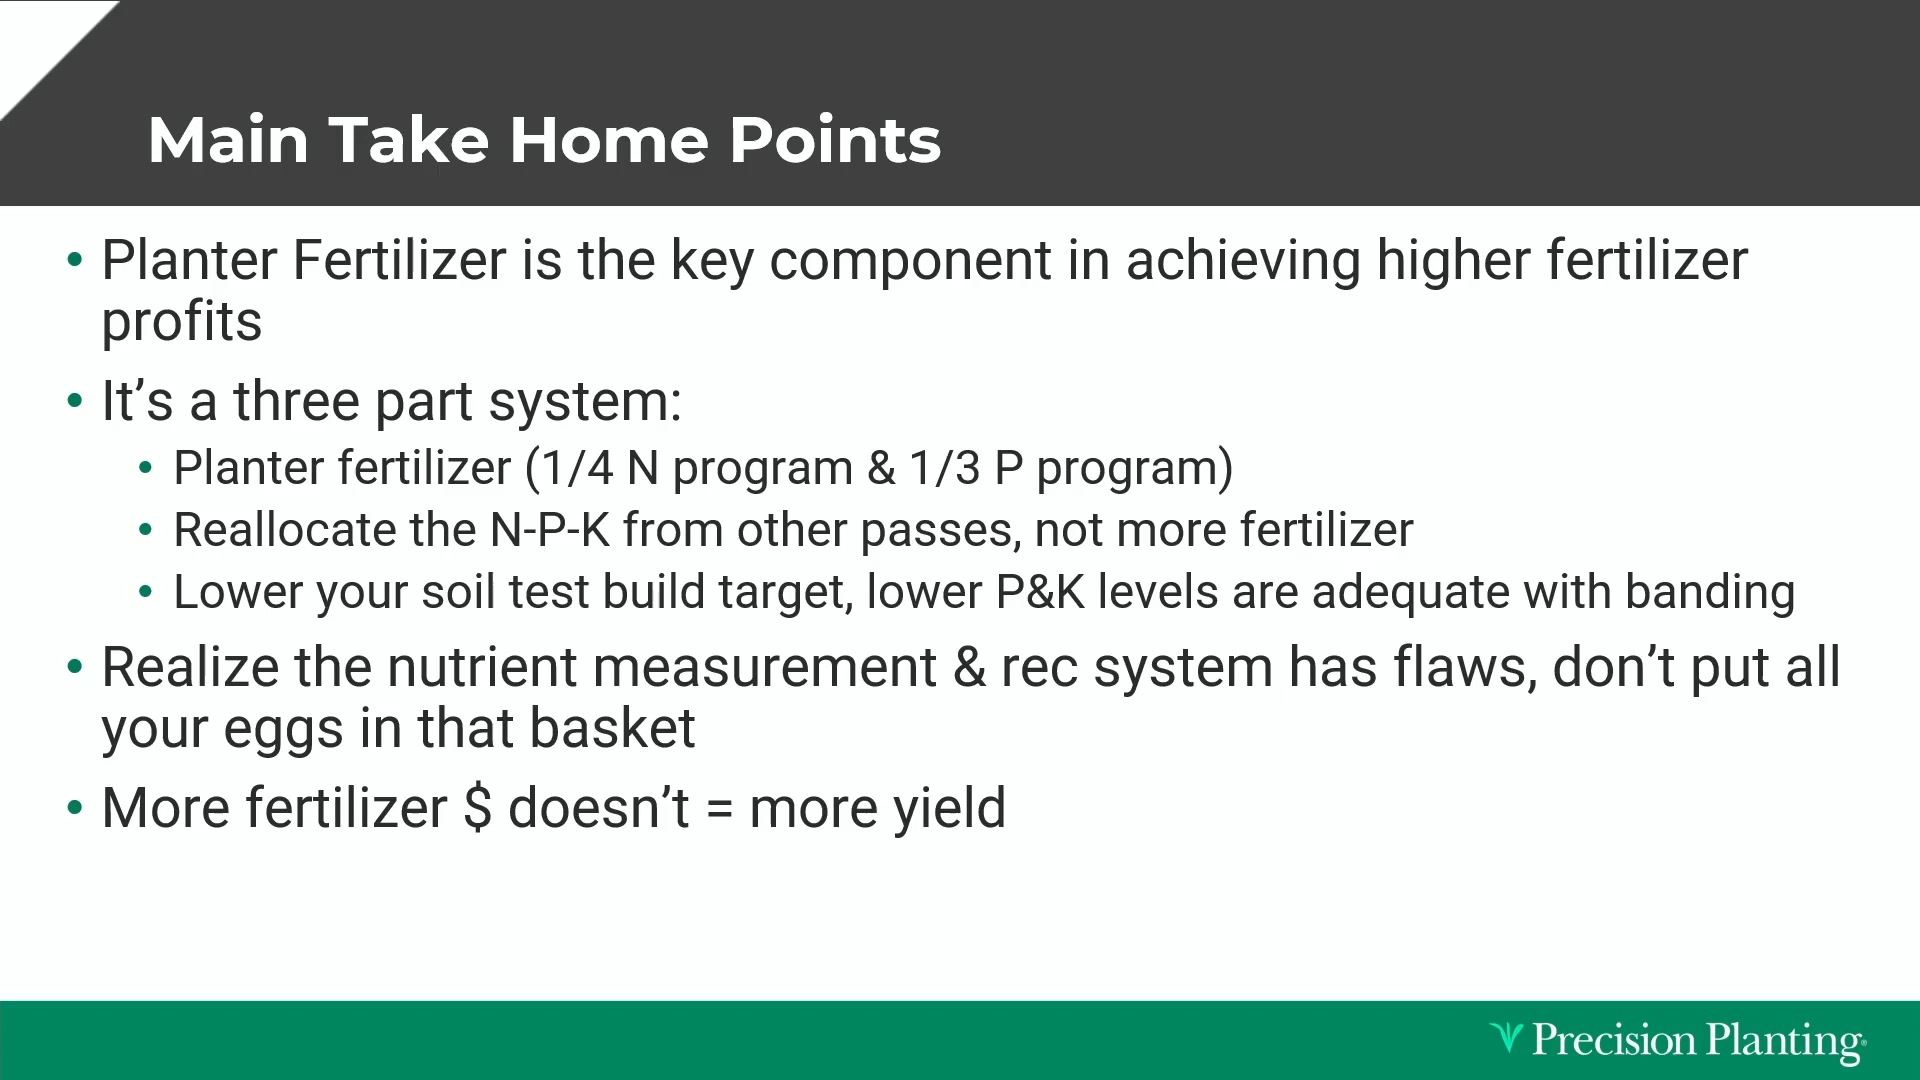 Main Take Home Points
• Planter Fertilizer is the key component in achieving higher fertilizer
profits
• It’s a three part system:
• Planter fertilizer (1/4 N program & 1/3 P program)
• Reallocate the N-P-K from other passes, not more fertilizer
• Lower your soil test build target, lower P&K levels are adequate with banding
• Realize the nutrient measurement & rec system has flaws, don’t put all
your eggs in that basket
• More fertilizer $ doesn’t = more yield
Precision Planting®